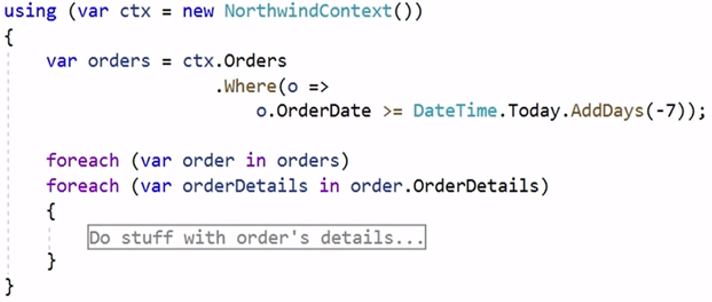 using (var ctx = new NorthwindContext())
{
var orders = ctx.Orders
.Where(o =>
o.OrderDate >= DateTime.Today.AddDays(-7));
foreach (var order in orders)
foreach (var orderDetails in order.OrderDetails)
{
Do stuff with order's details...
}
}